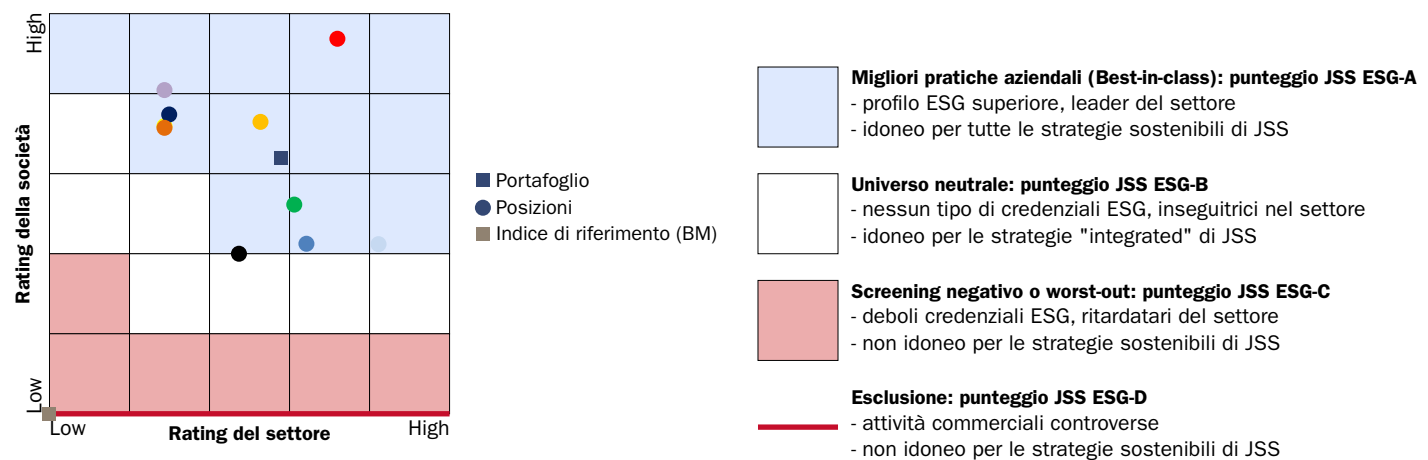 High
Rating della società
Low
Low
Rating del settore
High
Portafoglio
Posizioni
Indice di riferimento (BM)
Migliori pratiche aziendali (Best-in-class): punteggio JSS ESG-A
- profilo ESG superiore, leader del settore
- idoneo per tutte le strategie sostenibili di JSS
Universo neutrale: punteggio JSS ESG-B
- nessun tipo di credenziali ESG, inseguitrici nel settore
- idoneo per le strategie "integrated" di JSS
Screening negativo o worst-out: punteggio JSS ESG-C
- deboli credenziali ESG, ritardatari del settore
- non idoneo per le strategie sostenibili di JSS
Esclusione: punteggio JSS ESG-D
- attività commerciali controverse
- non idoneo per le strategie sostenibili di JSS